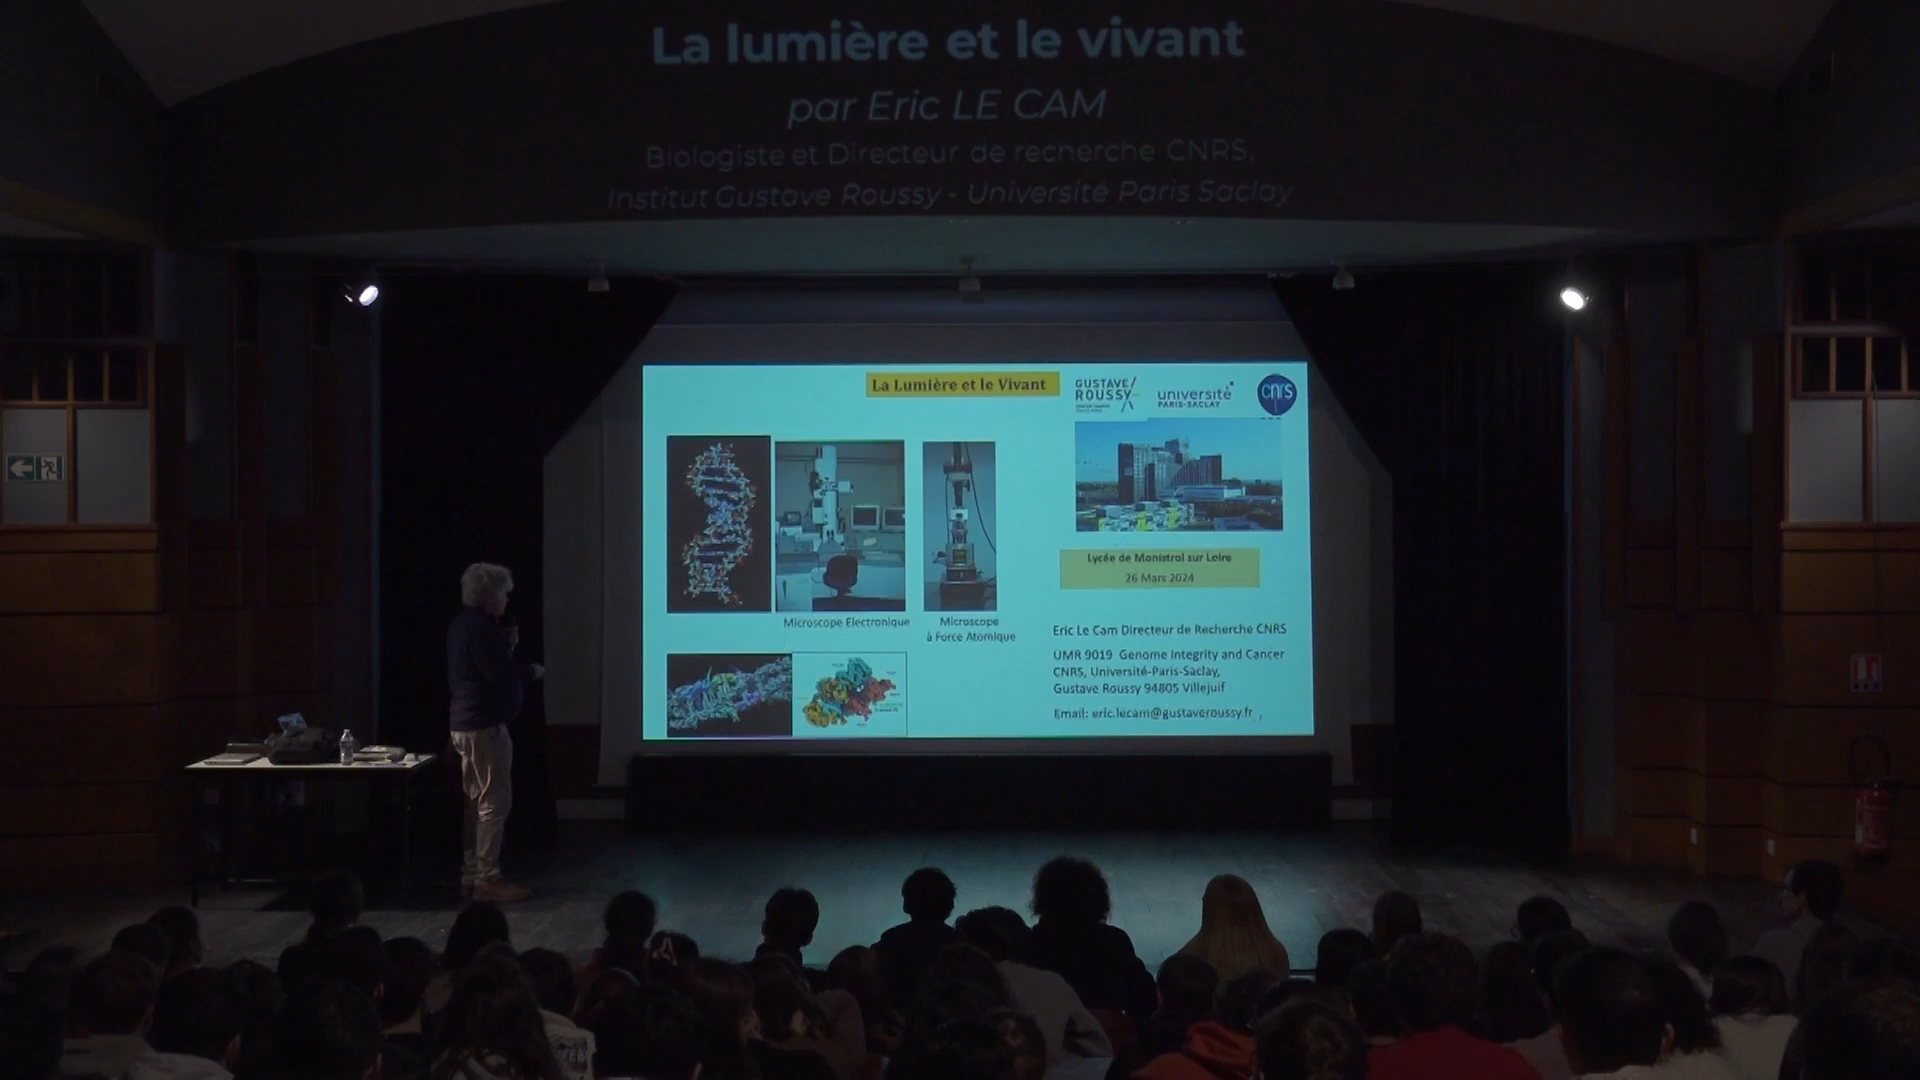 La lumière et le vivant
par Eric LE CAM
Biologiste et Directeur de recherche CNRS,
Institut Gustave Roussy - Université Paris Saclay
La Lumière et le Vivant
GUSTAVE
ROUSSY
université
PARIS-SACLAY
cnrs
Lycée de Monistrol sur Loire
26 Mars 2024
Microscope Electronique
Microscope
à Force Atomique
Eric Le Cam Directeur de Recherche CNRS
UMR 9019 Genome Integrity and Cancer
CNRS, Université-Paris-Saclay,
Gustave Roussy 94805 Villejuif
Email: eric.lecam@gustaveroussy.fr